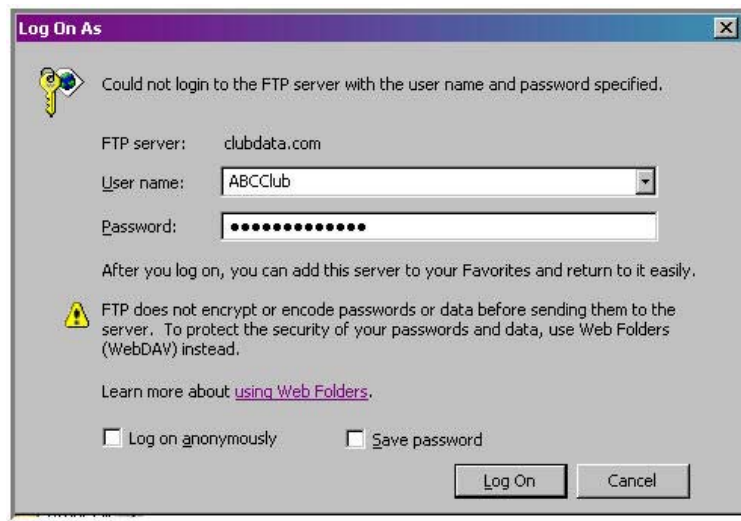 Log On As
Could not login to the FTP server with the user name and password specified.
FTP server: clubdata.com
User name: ABCClub
Password: •••••••••••••
After you log on, you can add this server to your Favorites and return to it easily.
FTP does not encrypt or encode passwords or data before sending them to the
server. To protect the security of your passwords and data, use Web Folders
(WebDAV) instead.
Learn more about using Web Folders.
Log on anonymously Save password
Log On Cancel